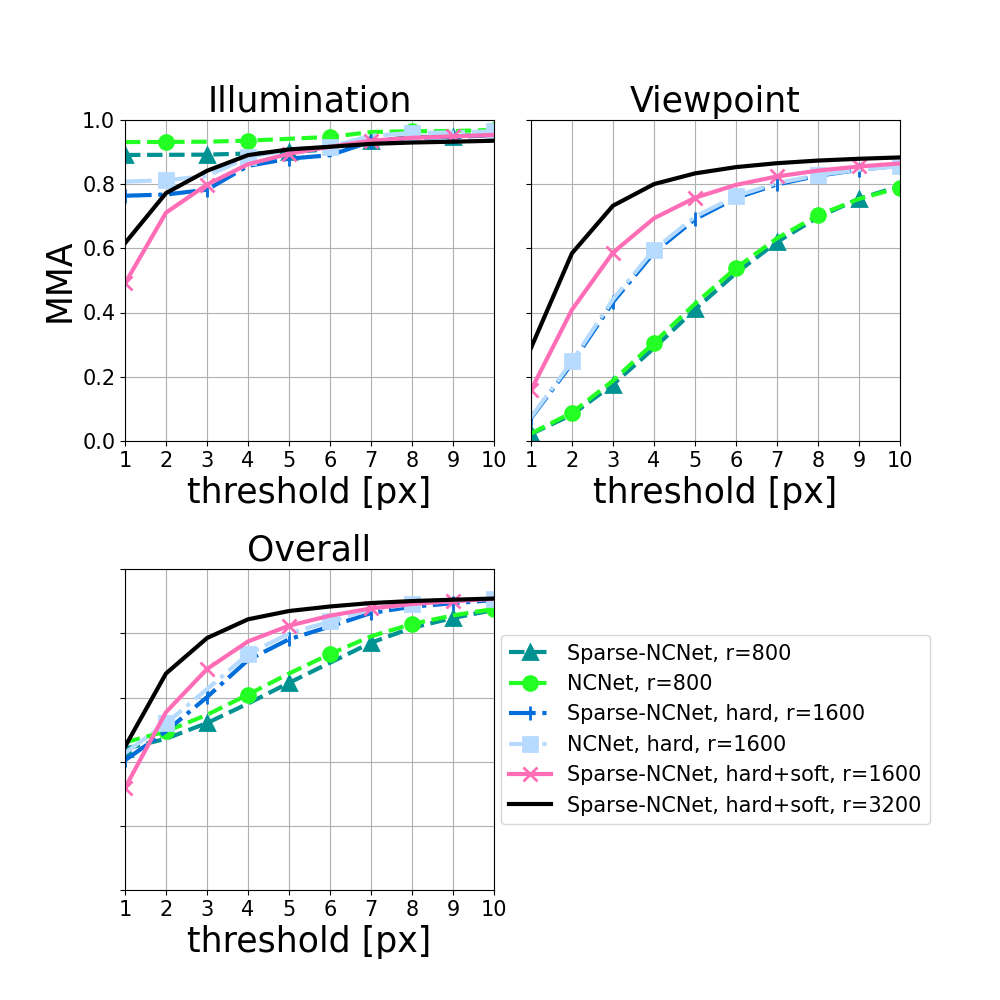 Illumination
Viewpoint
MMA
1.0
0.8
0.6
0.4
0.2
0.0
1 2 3 4 5 6 7 8 9 10
1 2 3 4 5 6 7 8 9 10
threshold [px]
threshold [px]
Overall
Sparse-NCNet, r=800
NCNet, r=800
Sparse-NCNet, hard, r=1600
NCNet, hard, r=1600
Sparse-NCNet, hard+soft, r=1600
Sparse-NCNet, hard+soft, r=3200
1 2 3 4 5 6 7 8 9 10
threshold [px]